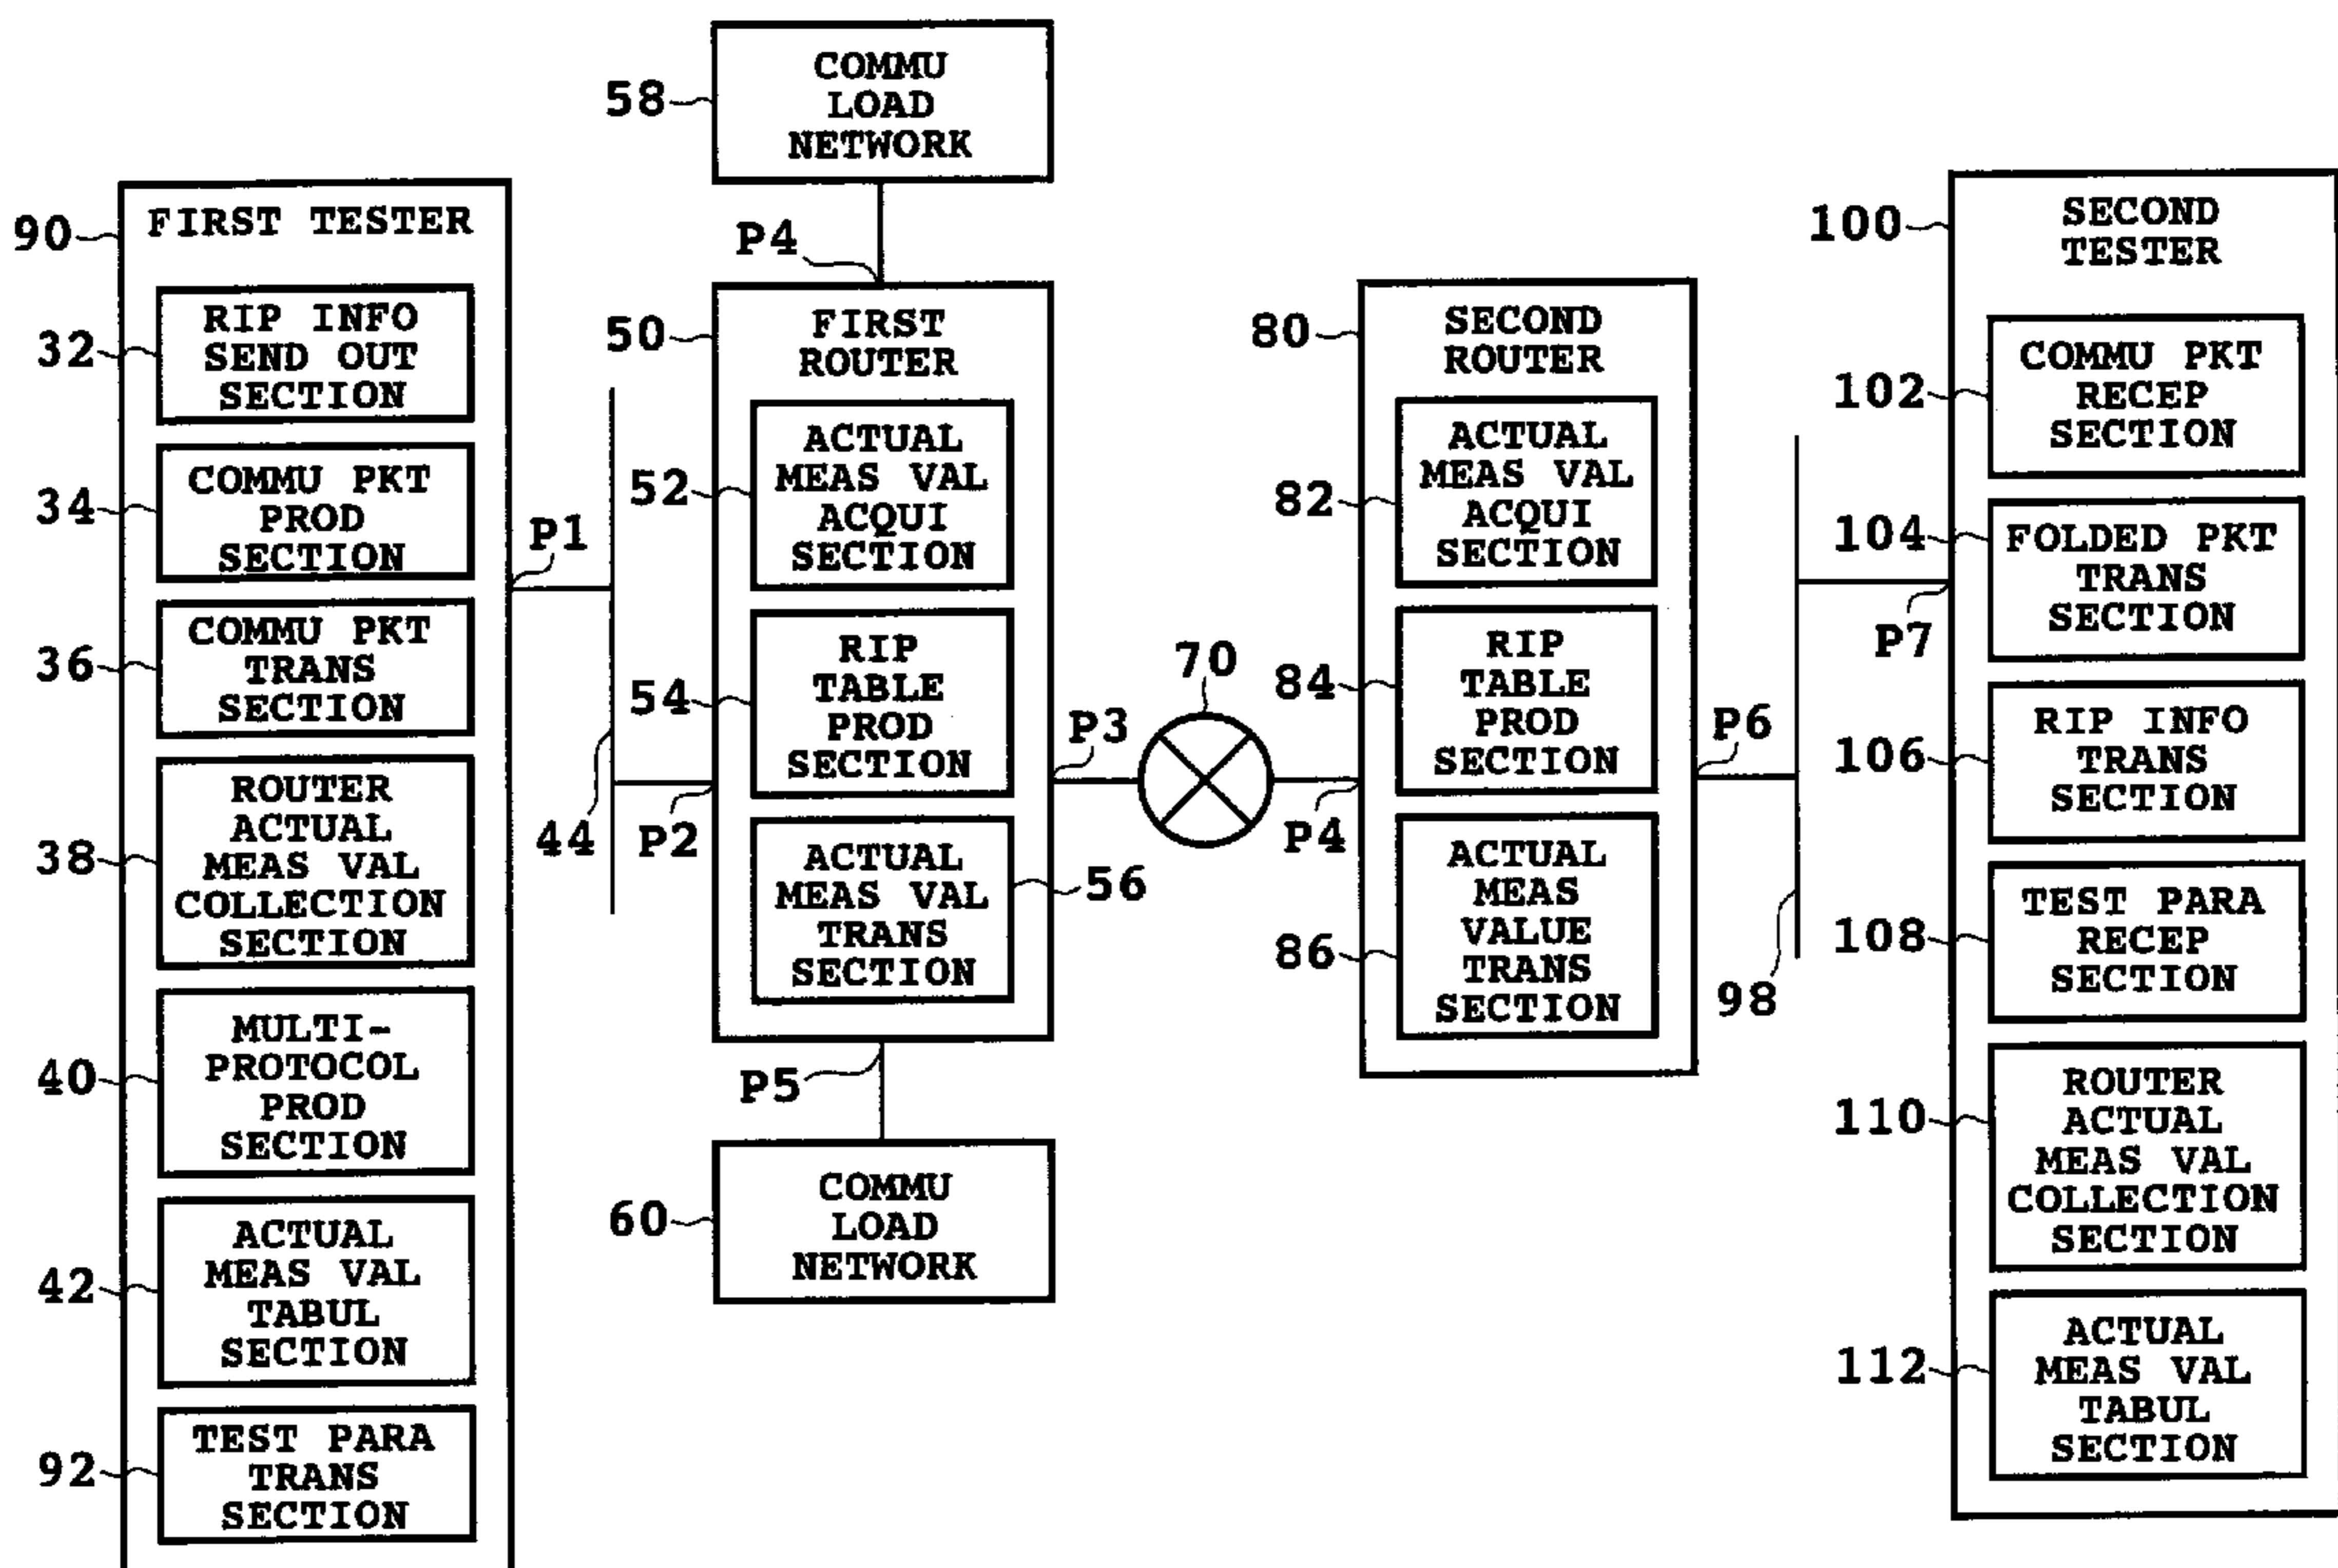 COMMU
LOAD
NETWORK
58
P4
90
FIRST TESTER
32
RIP INFO
SEND OUT
SECTION
34
COMMU PKT
PROD
SECTION
36
COMMU PKT
TRANS
SECTION
38
ROUTER
ACTUAL
MEAS VAL
COLLECTION
SECTION
40
MULTI-
PROTOCOL
PROD
SECTION
42
ACTUAL
MEAS VAL
TABUL
SECTION
92
TEST PARA
TRANS
SECTION
P1
44
P2
50
FIRST
ROUTER
52
ACTUAL
MEAS VAL
ACQUI
SECTION
54
RIP
TABLE
PROD
SECTION
56
ACTUAL
MEAS VAL
TRANS
SECTION
P3
P5
60
COMMU
LOAD
NETWORK
70
P4
80
SECOND
ROUTER
82
ACTUAL
MEAS VAL
ACQUI
SECTION
84
RIP
TABLE
PROD
SECTION
86
ACTUAL
MEAS
VALUE
TRANS
SECTION
P6
98
P7
100
SECOND
TESTER
102
COMMU PKT
RECEP
SECTION
104
FOLDED PKT
TRANS
SECTION
106
RIP INFO
TRANS
SECTION
108
TEST PARA
RECEP
SECTION
110
ROUTER
ACTUAL
MEAS VAL
COLLECTION
SECTION
112
ACTUAL
MEAS VAL
TABUL
SECTION